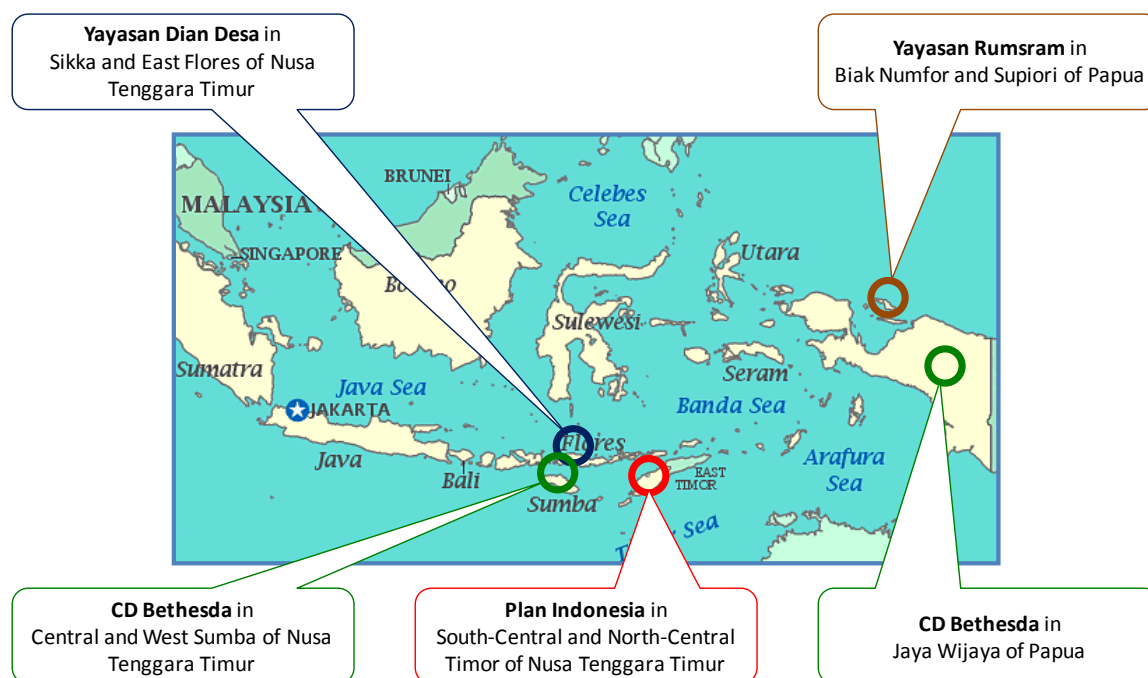 Yayasan Dian Desa in
Sikka and East Flores of Nusa
Tenggara Timur
Yayasan Rumsram in
Biak Numfor and Supiori of Papua
BRUNEI
MALAYSIA
Celebes
Sea
SINGAPORE
Utara
Sulewesi
Sumatra
Seram
Java Sea
JAKARTA
Banda Sea
Java
Flores
Bali
Sumba
EAST
TIMOR
Arafura
Sea
Sea
CD Bethesda in
Central and West Sumba of Nusa
Tenggara Timur
Plan Indonesia in
South-Central and North-Central
Timor of Nusa Tenggara Timur
CD Bethesda in
Jaya Wijaya of Papua